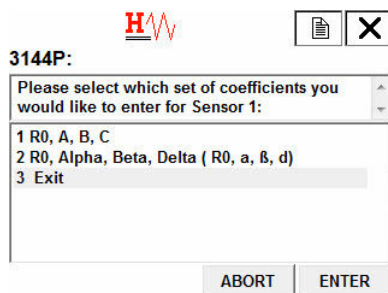 H
3144P:
Please select which set of coefficients you
would like to enter for Sensor 1:
1 R0, A, B, C
2 R0, Alpha, Beta, Delta ( R0, a, ß, d)
3 Exit
ABORT
ENTER